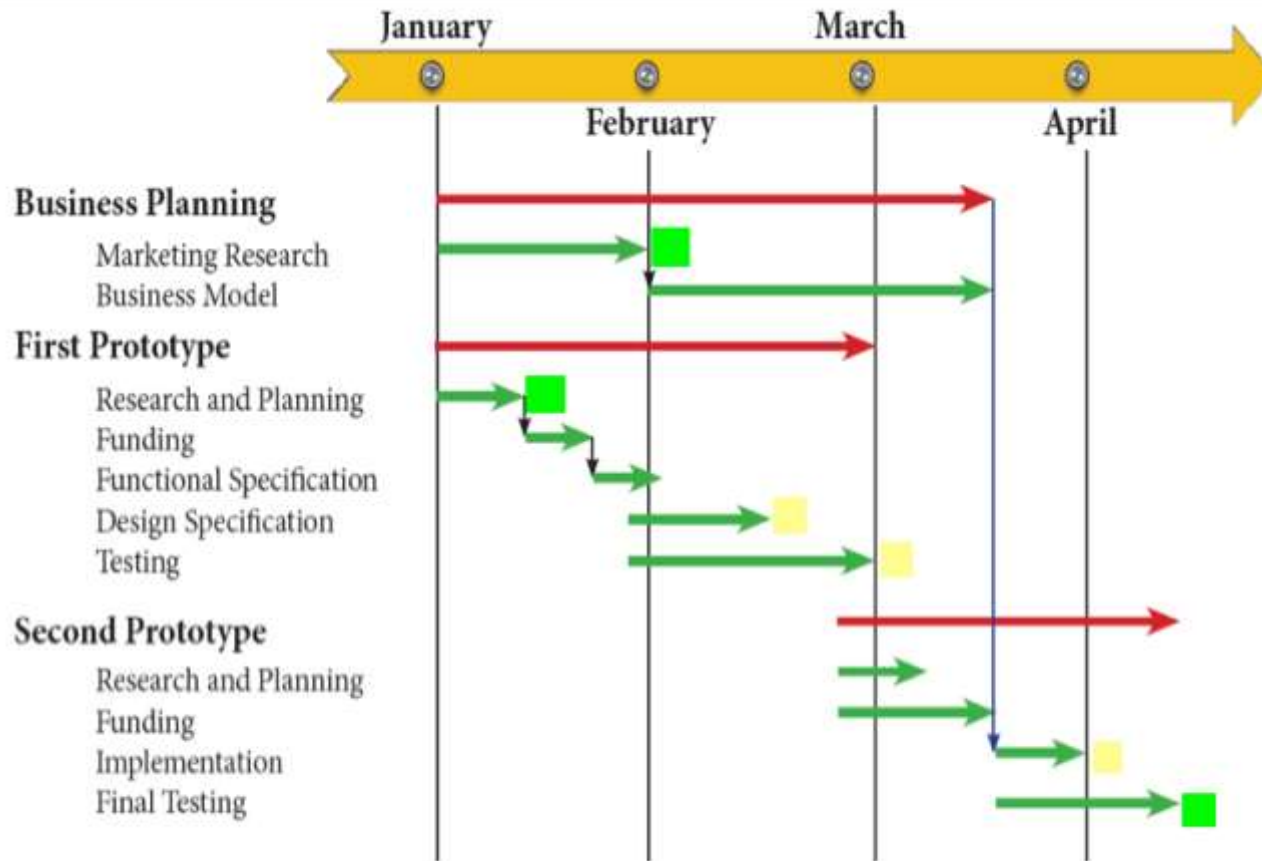 January
March
February
April
Business Planning
Marketing Research
Business Model
First Prototype
Research and Planning
Funding
Functional Specification
Design Specification
Testing
Second Prototype
Research and Planning
Funding
Implementation
Final Testing